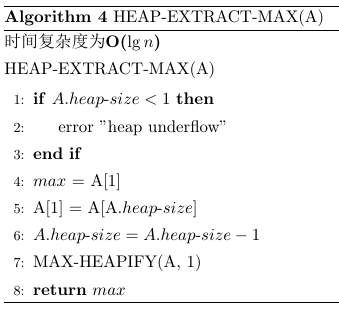 Algorithm 4 HEAP-EXTRACT-MAX(A)
时间复杂度为O(lg n)
HEAP-EXTRACT-MAX(A)
1: if A.heap-size < 1 then
2: error ”heap underflow”
3: end if
4: max = A[1]
5: A[1] = A[A.heap-size]
6: A.heap-size = A.heap-size − 1
7: MAX-HEAPIFY(A, 1)
8: return max